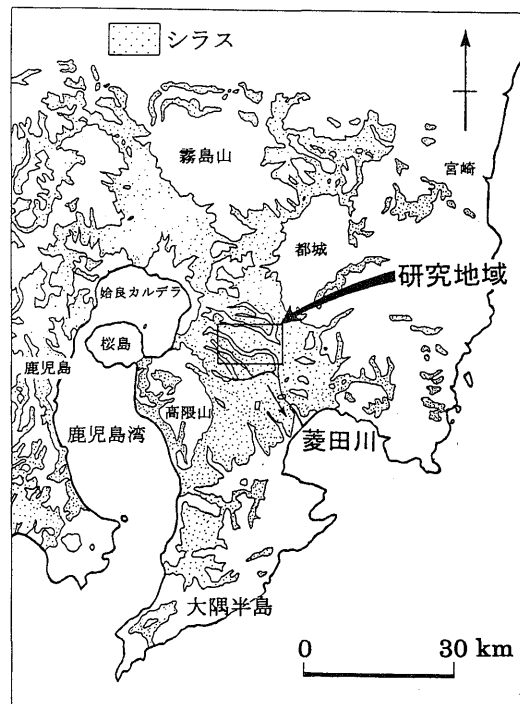 シラス
霧島山
宮崎
都城
研究地域
姶良カルデラ
桜島
鹿児島
高隈山
鹿児島湾
菱田川
大隅半島
0 30 km